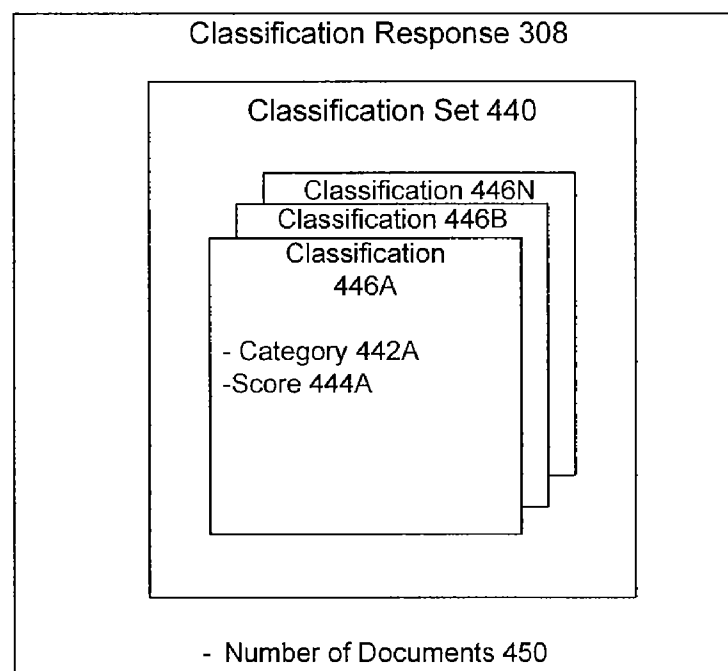 Classification Response 308
Classification Set 440
Classification 446N
Classification 446B
Classification
446A
- Category 442A
-Score 444A
- Number of Documents 450